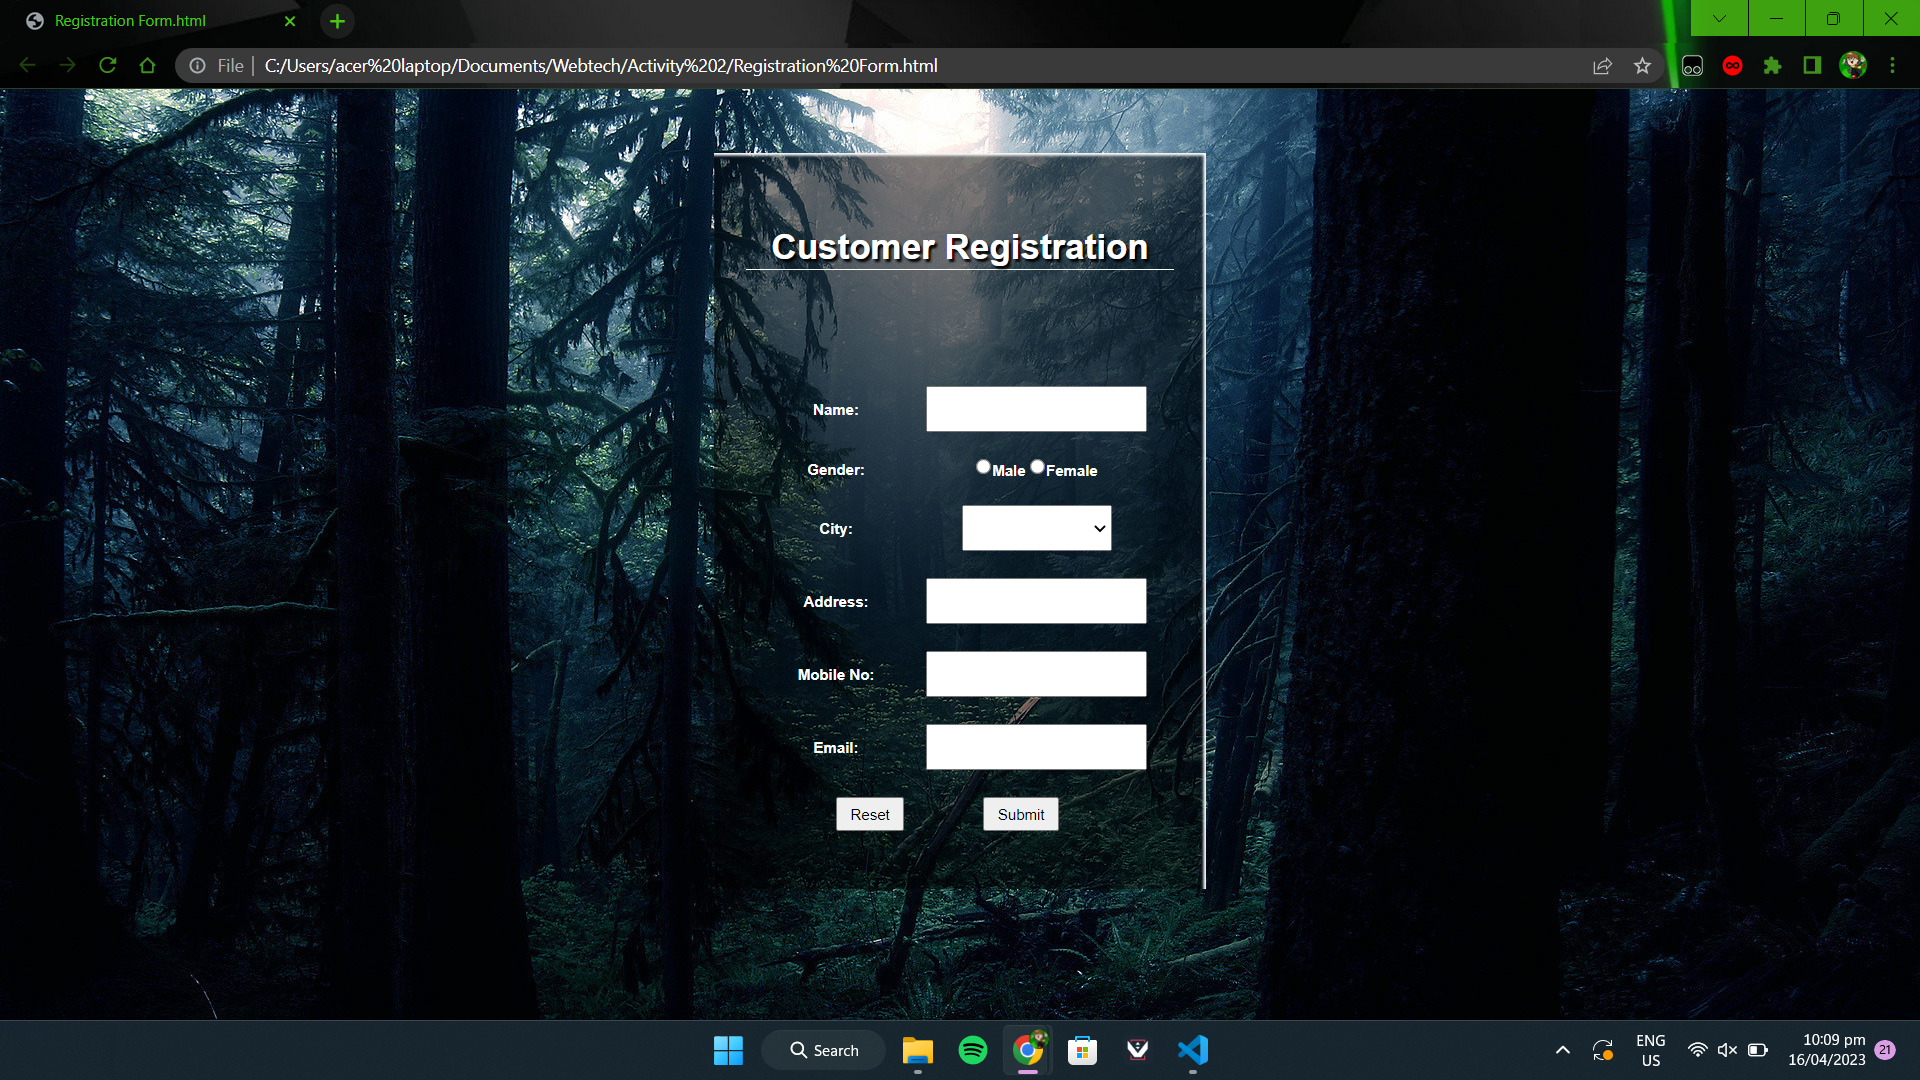 Registration Form.html
File
C:/Users/acer%20laptop/Documents/Webtech/Activity%202/Registration%20Form.html
Customer Registration
Name:
Gender: Male Female
City:
Address:
Mobile No:
Email:
Reset Submit
Search
ENG
US
10:09 pm
16/04/2023
21